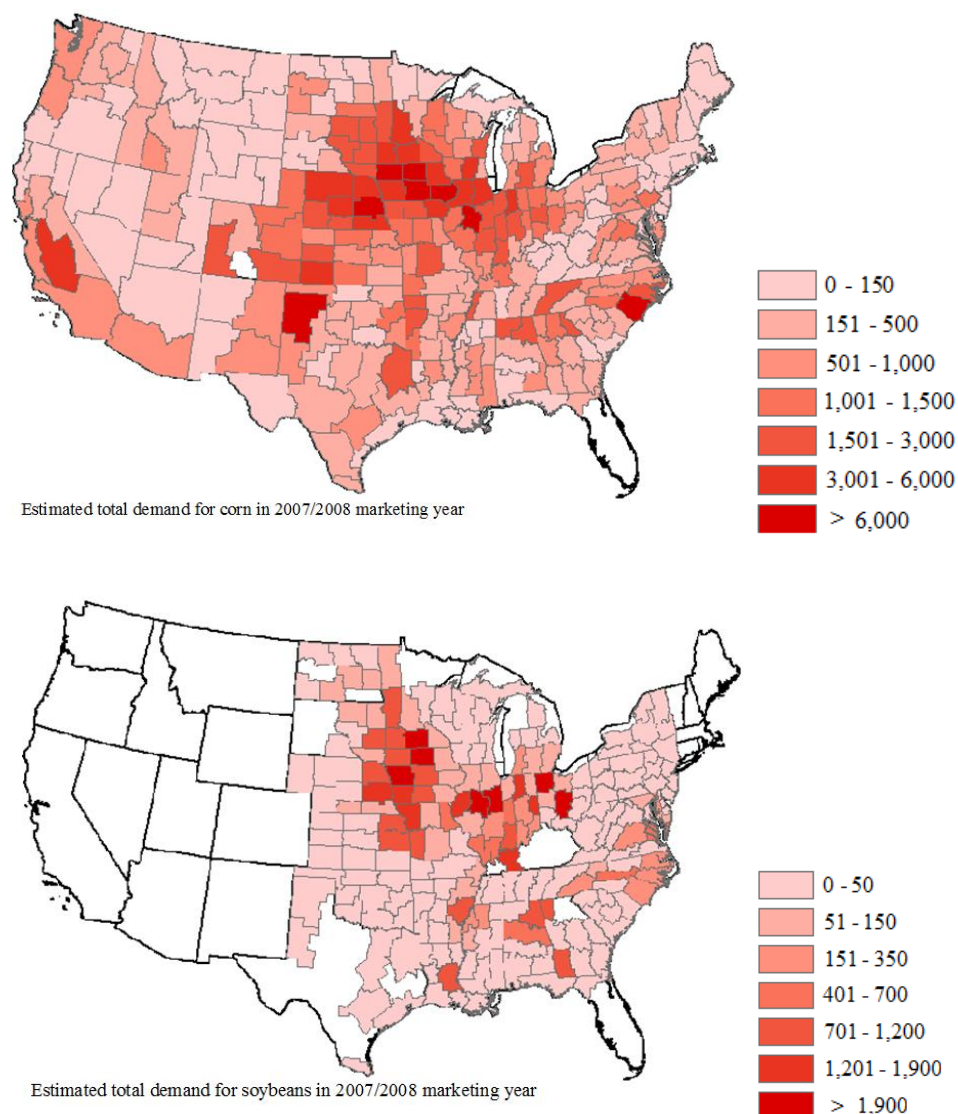 0 - 150
151 - 500
501 - 1,000
1,001 - 1,500
1,501 - 3,000
3,001 - 6,000
> 6,000
Estimated total demand for corn in 2007/2008 marketing year
0 - 50
51 - 150
151 - 350
401 - 700
701 - 1,200
1,201 - 1,900
> 1,900
Estimated total demand for soybeans in 2007/2008 marketing year